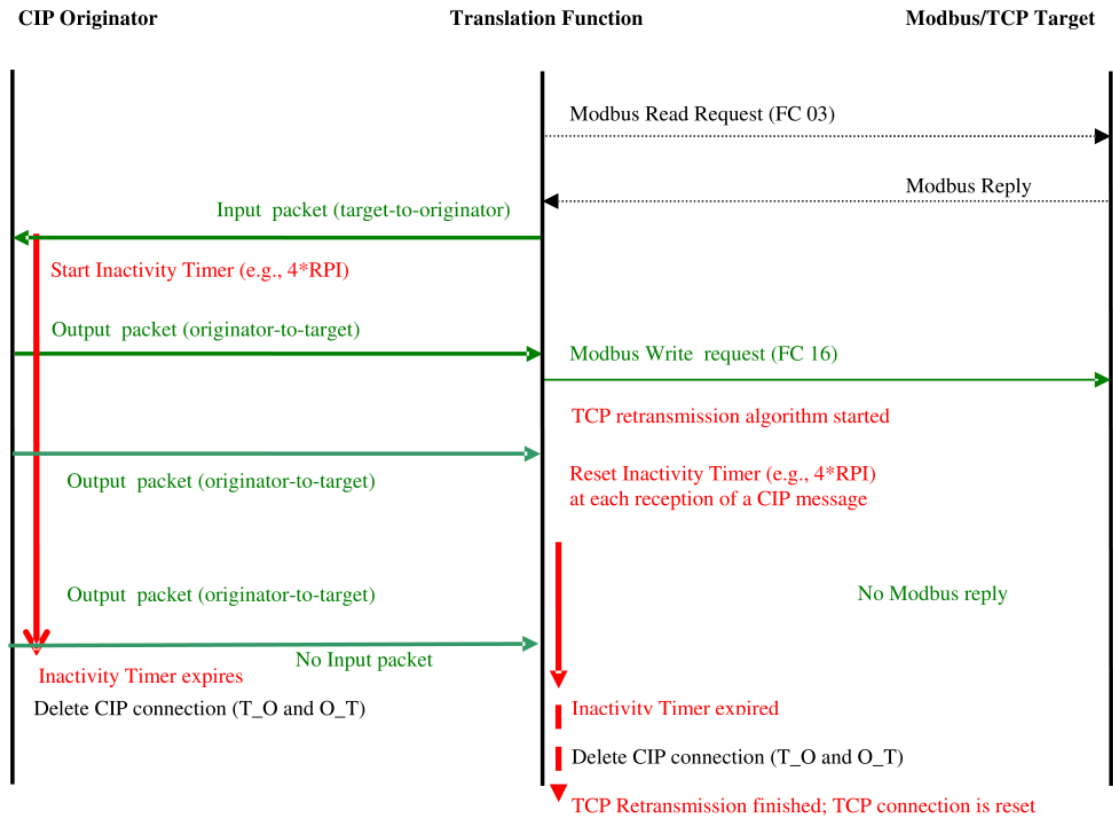 CIP Originator
Translation Function
Modbus/TCP Target
Modbus Read Request (FC 03)
Modbus Reply
Input packet (target-to-originator)
Start Inactivity Timer (e.g., 4*RPI)
Output packet (originator-to-target)
Modbus Write request (FC 16)
TCP retransmission algorithm started
Reset Inactivity Timer (e.g., 4*RPI)
at each reception of a CIP message
Output packet (originator-to-target)
Output packet (originator-to-target)
No Modbus reply
No Input packet
Inactivity Timer expires
Delete CIP connection (T_O and O_T)
Inactivity Timer expired
Delete CIP connection (T_O and O_T)
TCP Retransmission finished; TCP connection is reset